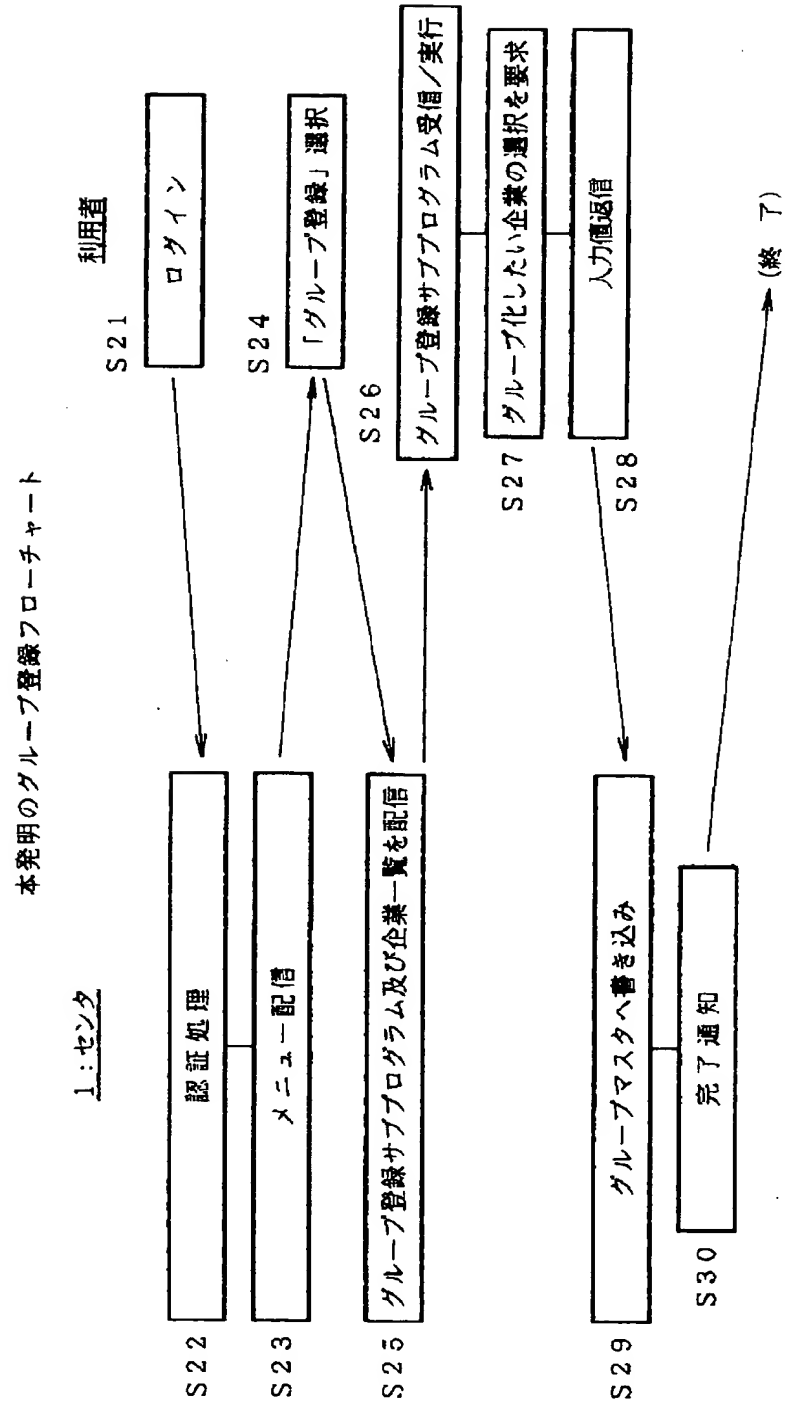 本発明のグループ登録フローチャート
1:センタ
利用者
S21
ログイン
S22
認証処理
S23
メニュー配信
S24
「グループ登録」選択
S25
グループ登録サブプログラム及び企業一覧を配信
S26
グループ登録サブプログラム受信/実行
S27
グループ化したい企業の選択を要求
S28
入力値返信
S29
グループマスタへ書き込み
S30
完了通知
(終 了)